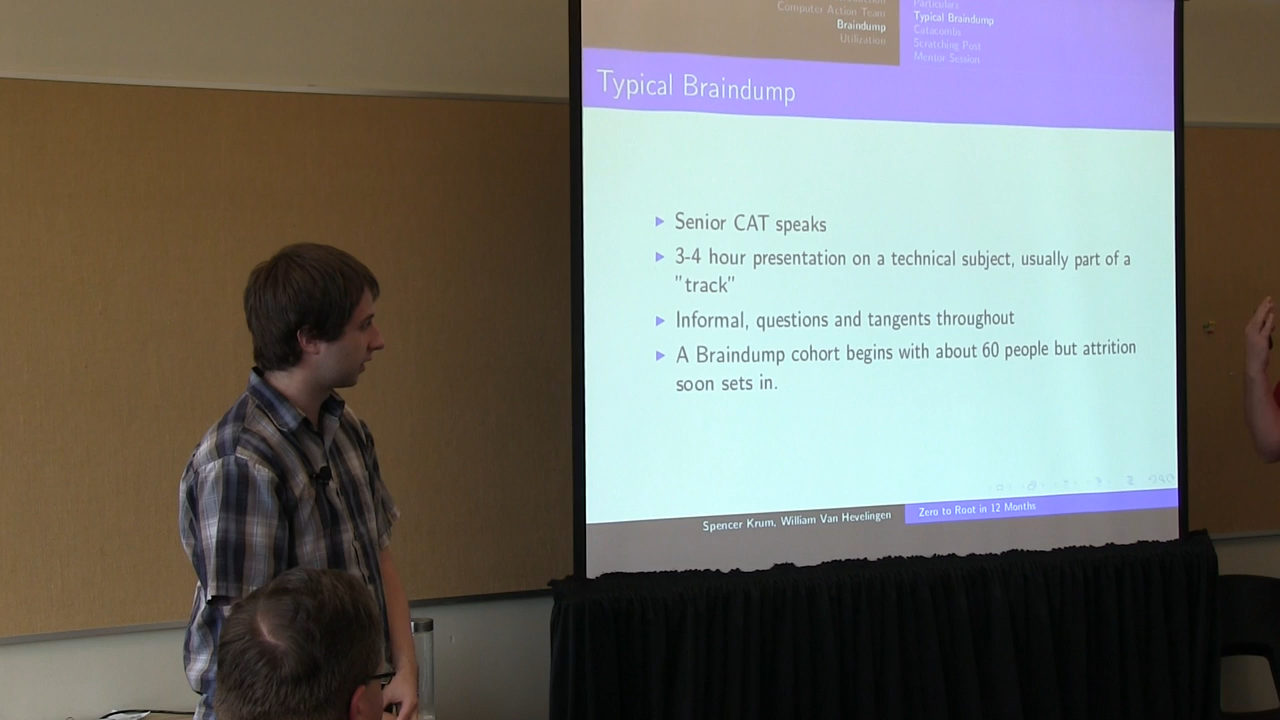 Computer Action Team
Braindump
Utilization
Particulars
Typical Braindump
Catacombs
Scratching Post
Mentor Session
Typical Braindump
Senior CAT speaks
3-4 hour presentation on a technical subject, usually part of a
"track"
Informal, questions and tangents throughout
A Braindump cohort begins with about 60 people but attrition
soon sets in.
Spencer Krum, William Van Hevelingen
Zero to Root in 12 Months